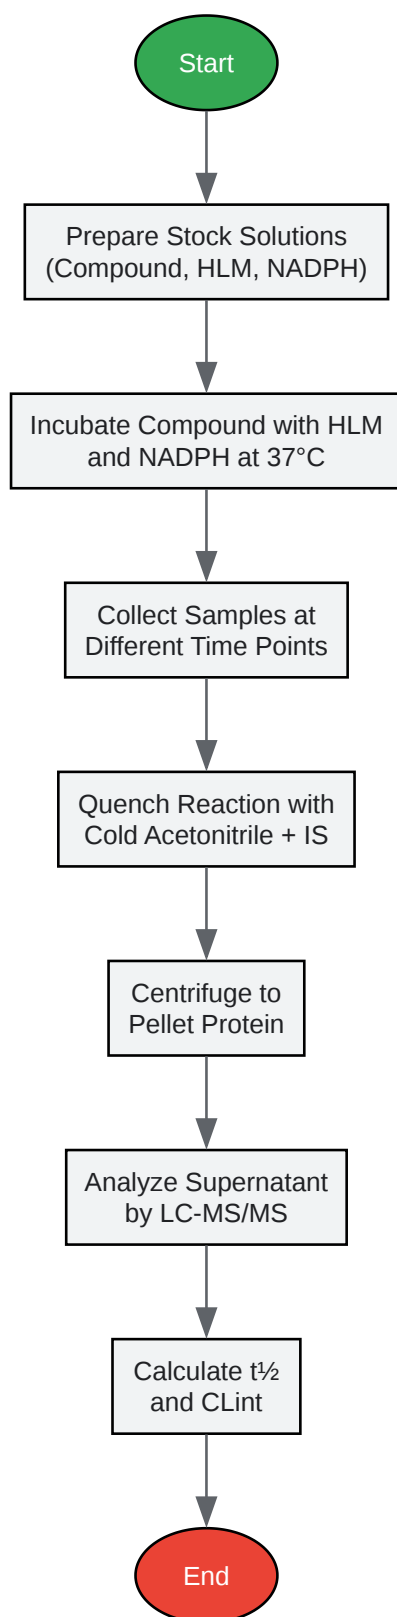 Start
Prepare Stock Solutions
(Compound, HLM, NADPH)
Incubate Compound with HLM
and NADPH at 37°C
Collect Samples at
Different Time Points
Quench Reaction with
Cold Acetonitrile + IS
Centrifuge to
Pellet Protein
Analyze Supernatant
by LC-MS/MS
Calculate t½
and CLint
End